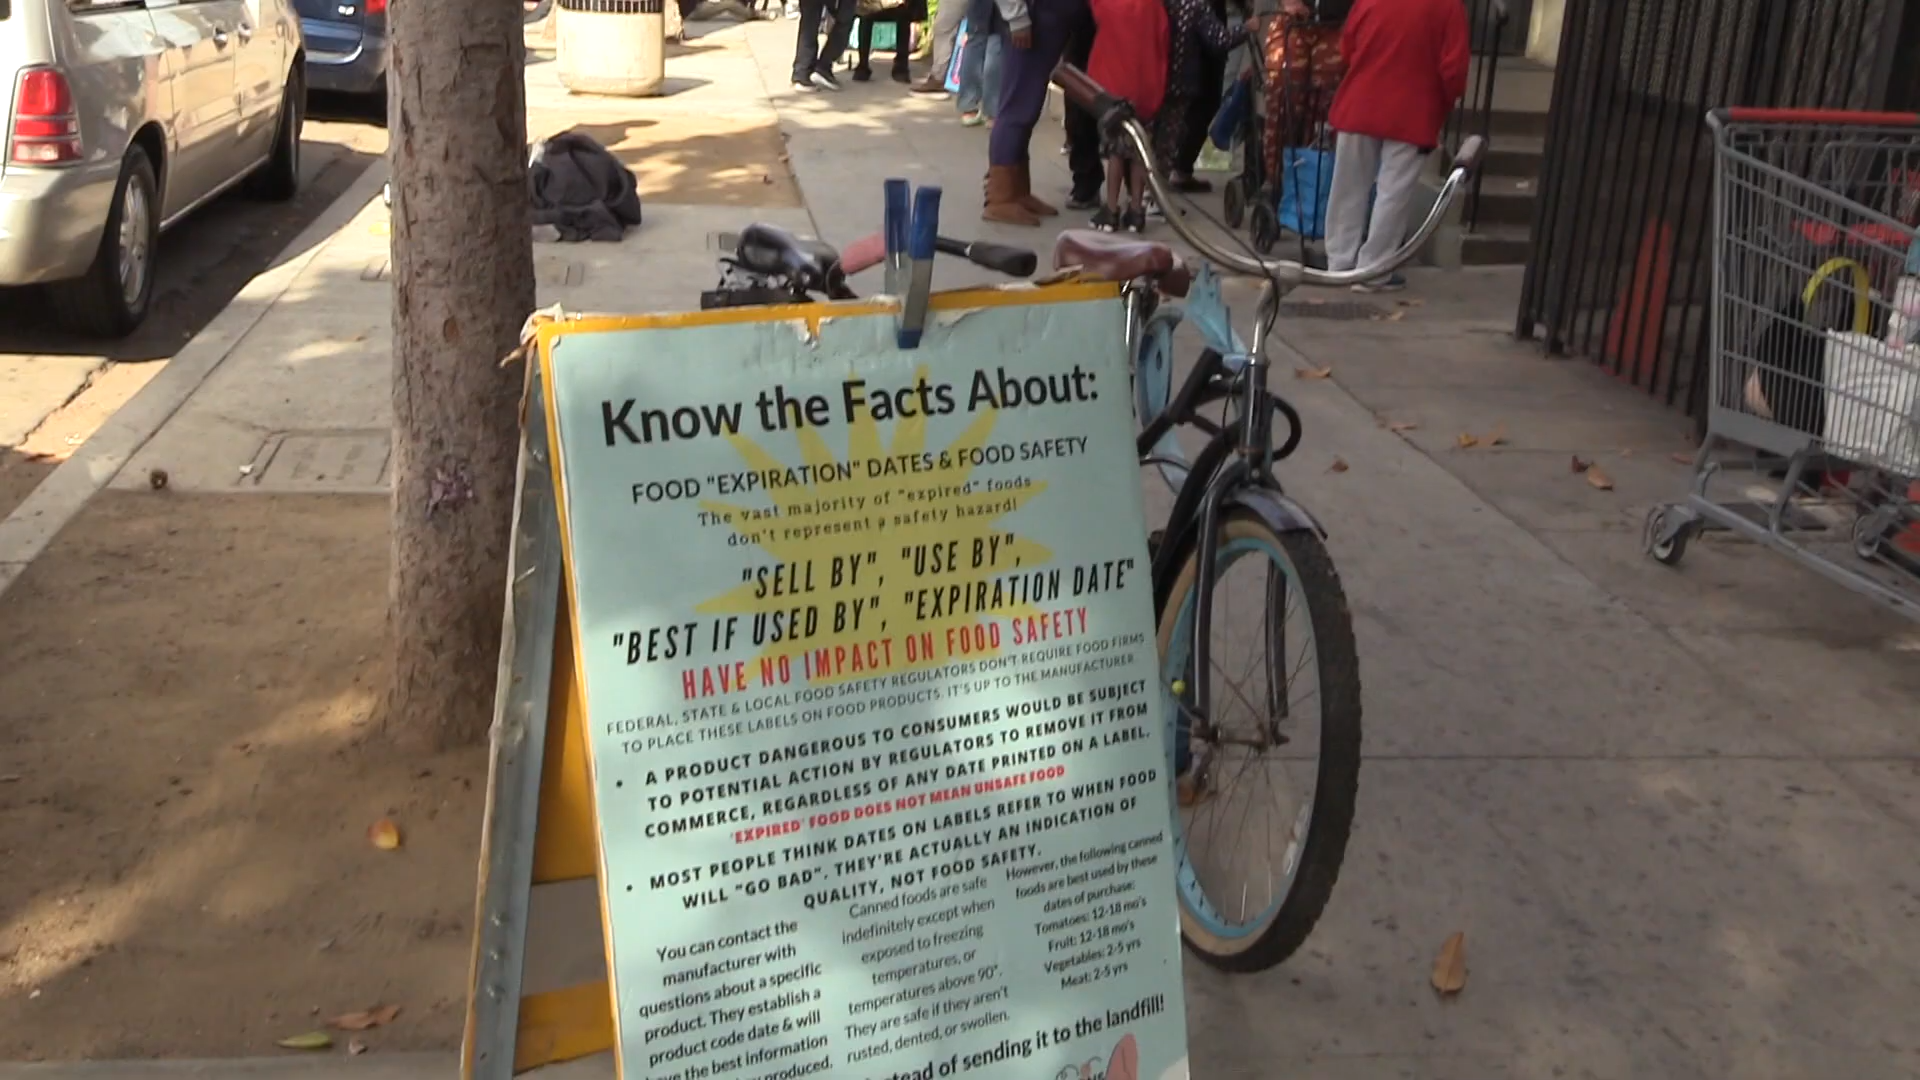 Know the Facts About:
FOOD "EXPIRATION" DATES & FOOD SAFETY
The vast majority of "expired" foods
don't represent a safety hazard!
"SELL BY", "USE BY",
"BEST IF USED BY", "EXPIRATION DATE"
HAVE NO IMPACT ON FOOD SAFETY
FEDERAL, STATE & LOCAL FOOD SAFETY REGULATORS DON'T REQUIRE FOOD FIRMS
TO PLACE THESE LABELS ON FOOD PRODUCTS. IT'S UP TO THE MANUFACTURER
• A PRODUCT DANGEROUS TO CONSUMERS WOULD BE SUBJECT
TO POTENTIAL ACTION BY REGULATORS TO REMOVE IT FROM
COMMERCE, REGARDLESS OF ANY DATE PRINTED ON A LABEL.
'EXPIRED' FOOD DOES NOT MEAN UNSAFE FOOD
• MOST PEOPLE THINK DATES ON LABELS REFER TO WHEN FOOD
WILL "GO BAD". THEY'RE ACTUALLY AN INDICATION OF
QUALITY, NOT FOOD SAFETY.
You can contact the
manufacturer with
questions about a specific
product. They establish a
product code date & will
the best information
produced.
Canned foods are safe
indefinitely except when
exposed to freezing
temperatures, or
temperatures above 90°.
They are safe if they aren't
rusted, dented, or swollen.
However, the following canned
foods are best used by these
dates of purchase:
Tomatoes: 12-18 mo's
Fruit: 12-18 mo's
Vegetables: 2-5 yrs
Meat: 2-5 yrs
of sending it to the landfill!